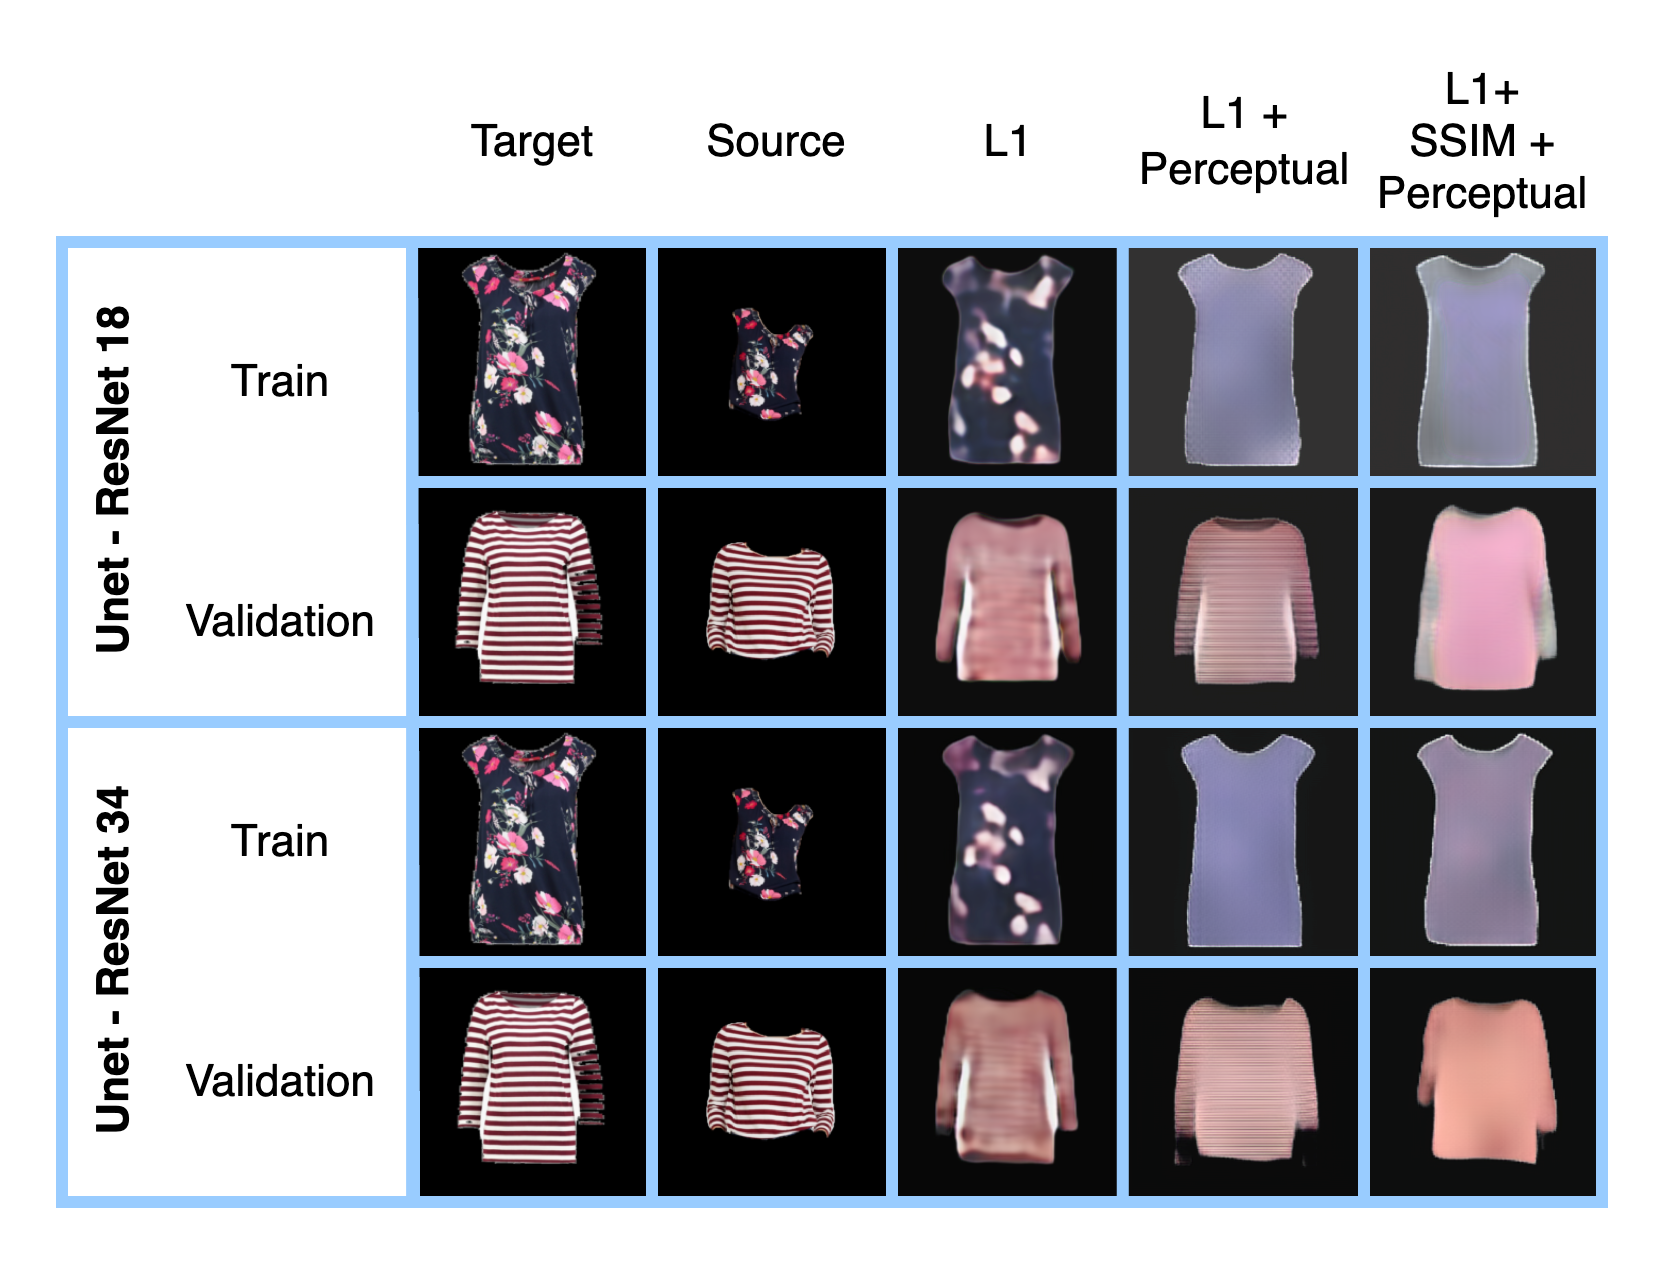 Target
Source
L1
L1 +
Perceptual
L1+
SSIM +
Perceptual
Unet - ResNet 18
Train
Validation
Unet - ResNet 34
Train
Validation